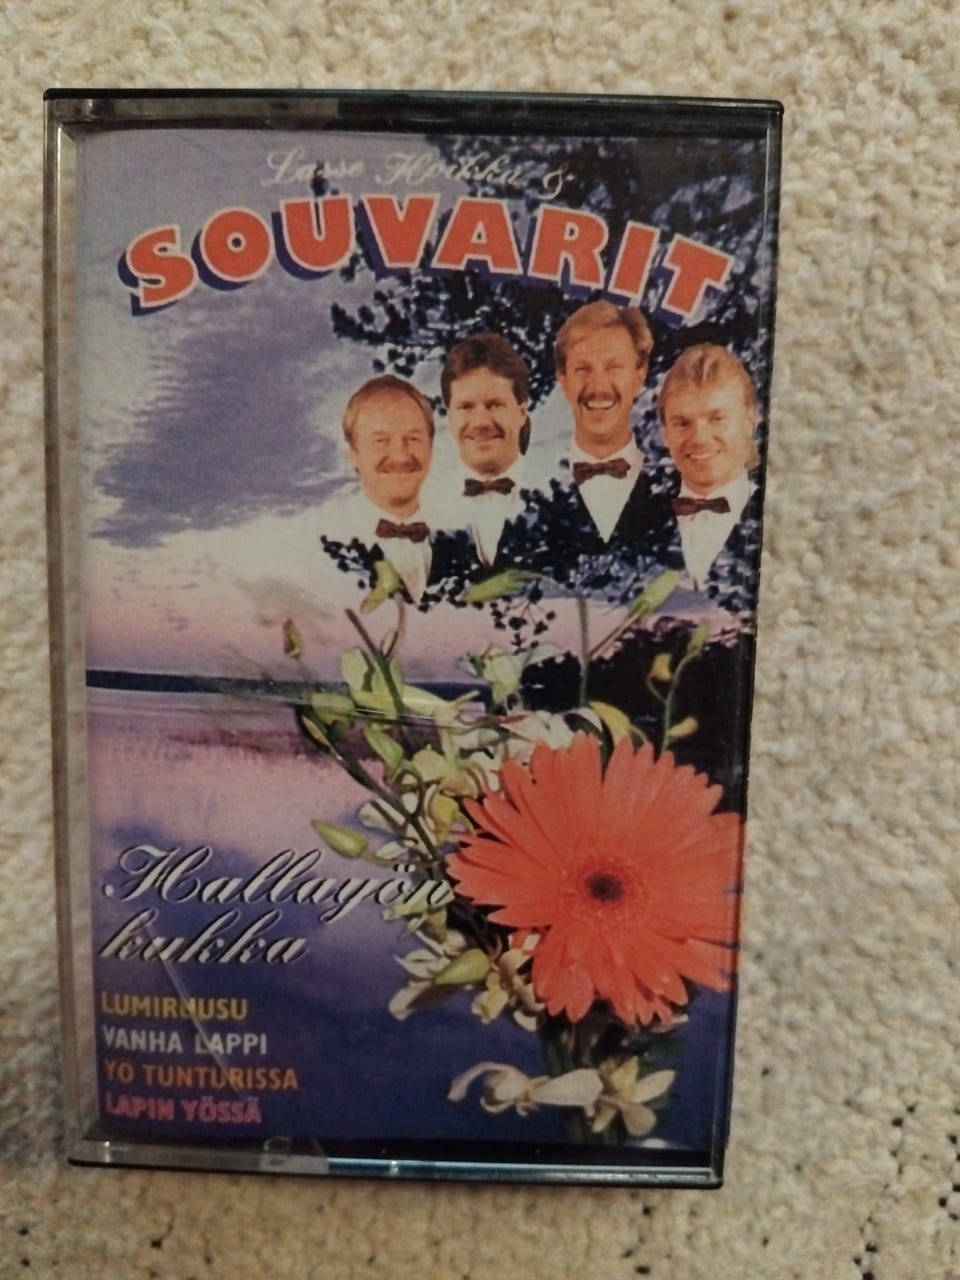 Lasse Hoikka &
SOUVARIT
Hallayön
kukka
LUMIRUUSU
VANHA LAPPI
YÖ TUNTURISSA
LAPIN YÖSSÄ